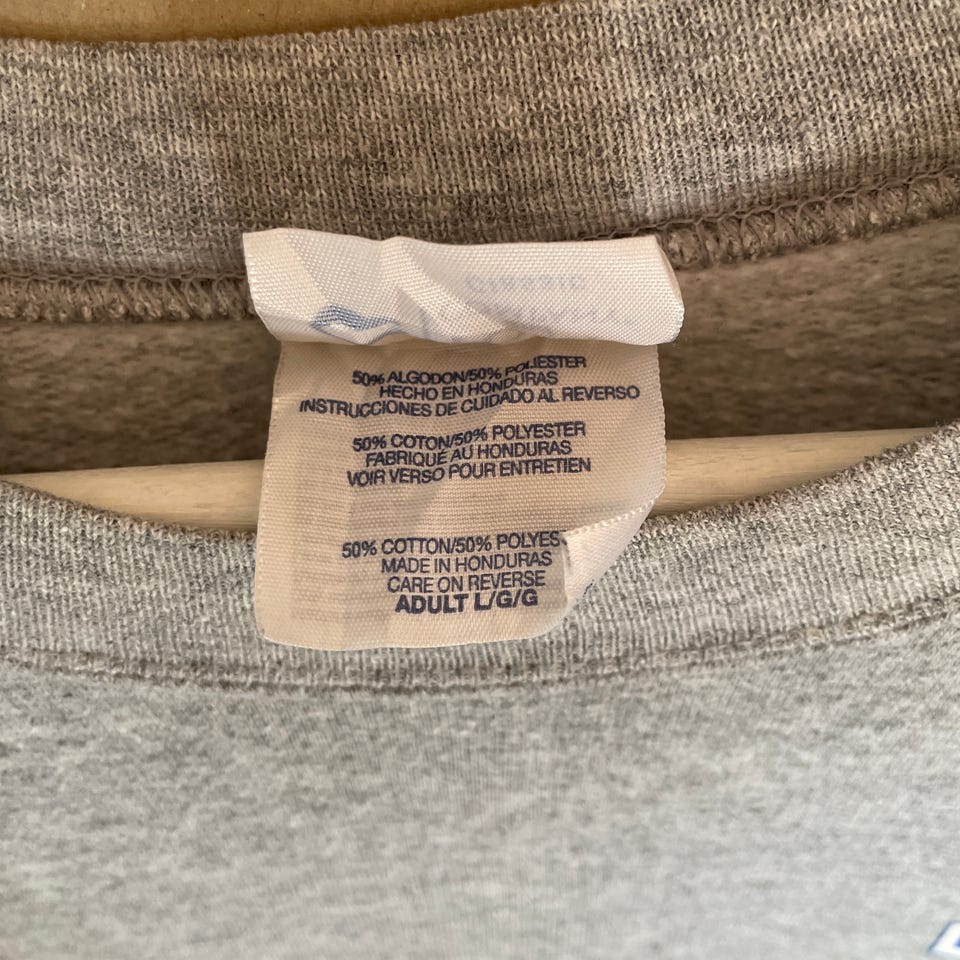 50% ALGODON/50% POLIESTER
HECHO EN HONDURAS
INSTRUCCIONES DE CUIDADO AL REVERSO
50% COTON/50% POLYESTER
FABRIQUÉ AU HONDURAS
VOIR VERSO POUR ENTRETIEN
50% COTTON/50% POLYES
MADE IN HONDURAS
CARE ON REVERSE
ADULT L/G/G